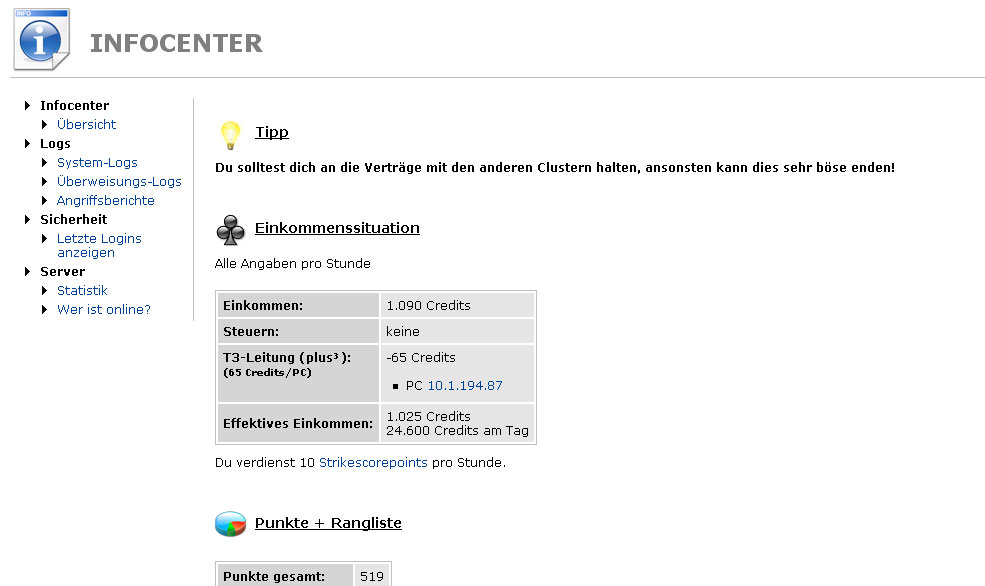 INFO
INFOCENTER
Infocenter
Übersicht
Logs
System-Logs
Überweisungs-Logs
Angriffsberichte
Sicherheit
Letzte Logins
anzeigen
Server
Statistik
Wer ist online?
Tipp
Du solltest dich an die Verträge mit den anderen Clustern halten, ansonsten kann dies sehr böse enden!
Einkommenssituation
Alle Angaben pro Stunde
Einkommen: 1.090 Credits
Steuern: keine
T3-Leitung (plus³): -65 Credits
(65 Credits/PC)
PC 10.1.194.87
Effektives Einkommen: 1.025 Credits
24.600 Credits am Tag
Du verdienst 10 Strikescorepoints pro Stunde.
Punkte + Rangliste
Punkte gesamt: 519